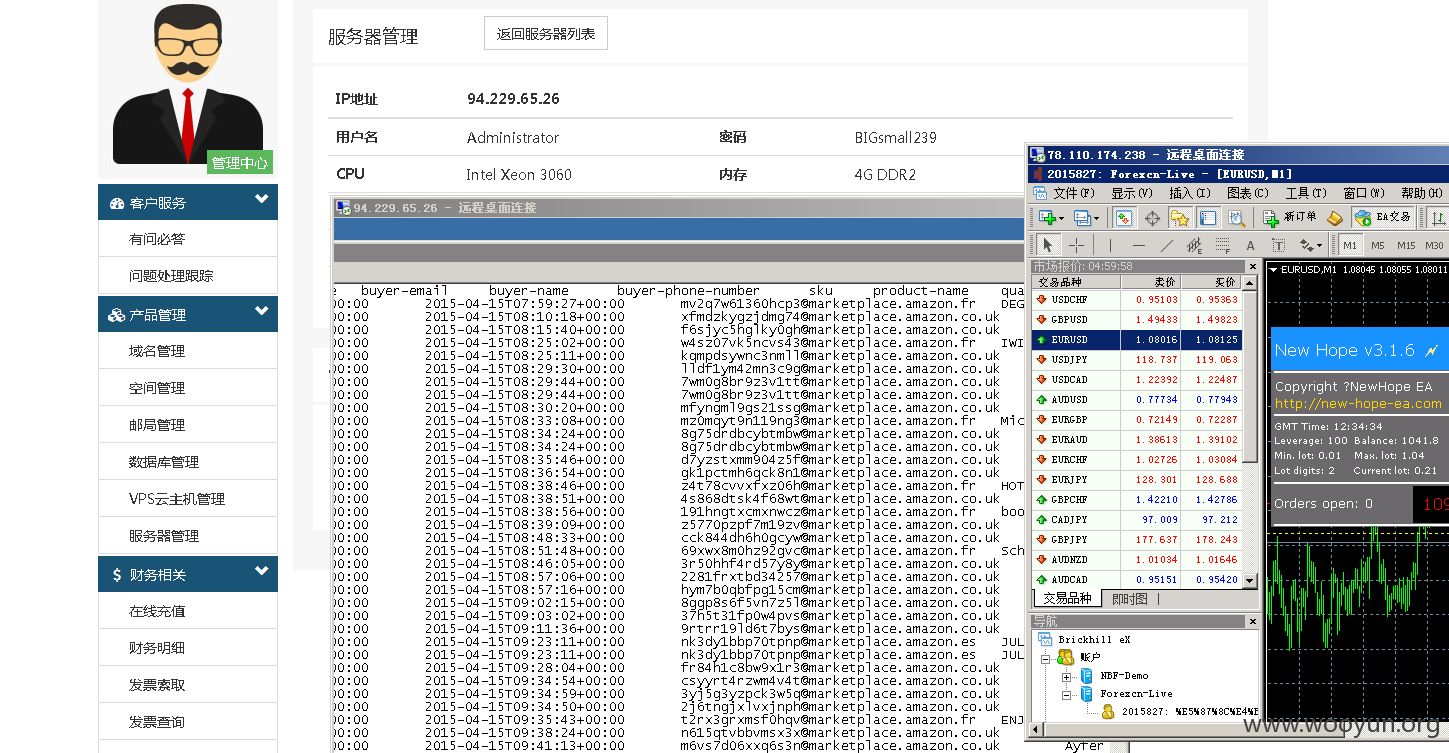 管理中心
客户服务
有问必答
问题处理跟踪
产品管理
域名管理
空间管理
邮局管理
数据库管理
VPS云主机管理
服务器管理
$ 财务相关
在线充值
财务明细
发票索取
发票查询
服务器管理 返回服务器列表
IP地址 94.229.65.26
用户名 Administrator 密码 BIGsmall239
CPU Intel Xeon 3060 内存 4G DDR2
94.229.65.26 - 远程桌面连接
buyer-email buyer-name buyer-phone-number sku product-name qua
00:00 2015-04-15T07:59:27+00:00 mv2q7w61360hcp3@marketplace.amazon.fr DEG
00:00 2015-04-15T08:10:18+00:00 xfmdzkygzjdmg74@marketplace.amazon.co.uk
00:00 2015-04-15T08:15:40+00:00 f6sjyc5hglky0gh@marketplace.amazon.co.uk
00:00 2015-04-15T08:25:02+00:00 w4sz07vk5ncvs43@marketplace.amazon.fr IWI
00:00 2015-04-15T08:25:11+00:00 kqmpdsywnc3nmll@marketplace.amazon.co.uk
00:00 2015-04-15T08:29:30+00:00 lldf1ym42mn3c9g@marketplace.amazon.co.uk
00:00 2015-04-15T08:29:44+00:00 7wm0g8br9z3v1tt@marketplace.amazon.co.uk
00:00 2015-04-15T08:29:44+00:00 7wm0g8br9z3v1tt@marketplace.amazon.co.uk
00:00 2015-04-15T08:30:20+00:00 mfyngml9gs21ssg@marketplace.amazon.co.uk
00:00 2015-04-15T08:33:08+00:00 mz0mqyt9n119ng3@marketplace.amazon.fr Mic
00:00 2015-04-15T08:34:24+00:00 8g75drdbcybtmbw@marketplace.amazon.co.uk
00:00 2015-04-15T08:34:24+00:00 8g75drdbcybtmbw@marketplace.amazon.co.uk
00:00 2015-04-15T08:35:46+00:00 d7yzstxmm904z5f@marketplace.amazon.co.uk
00:00 2015-04-15T08:36:54+00:00 gk1pctmh6gck8n1@marketplace.amazon.co.uk
00:00 2015-04-15T08:38:46+00:00 z4t78cvvxfxz06h@marketplace.amazon.fr HOT
00:00 2015-04-15T08:38:51+00:00 4s868dtsk4f68wt@marketplace.amazon.co.uk
00:00 2015-04-15T08:38:56+00:00 191hngtxcmxnwcz@marketplace.amazon.fr boo
00:00 2015-04-15T08:39:09+00:00 z5770pzpf7m19zv@marketplace.amazon.co.uk
00:00 2015-04-15T08:48:33+00:00 cck844dh6h0gcyw@marketplace.amazon.co.uk
00:00 2015-04-15T08:51:48+00:00 69xwx8m0hz92gvc@marketplace.amazon.fr Sch
00:00 2015-04-15T08:46:05+00:00 3r50hhf4rd57y8y@marketplace.amazon.co.uk
00:00 2015-04-15T08:57:06+00:00 2281frxtbd34257@marketplace.amazon.co.uk
00:00 2015-04-15T08:57:16+00:00 hym7b0qbfpg15cm@marketplace.amazon.co.uk
00:00 2015-04-15T09:02:15+00:00 8ggp8s6f5vn7z5l@marketplace.amazon.co.uk
00:00 2015-04-15T09:03:02+00:00 37h5t31fp0w4pvs@marketplace.amazon.co.uk
00:00 2015-04-15T09:11:36+00:00 9rtrr19ld6t7bys@marketplace.amazon.co.uk
00:00 2015-04-15T09:23:11+00:00 nk3dy1bbp70tpnp@marketplace.amazon.es JUL
00:00 2015-04-15T09:23:11+00:00 nk3dy1bbp70tpnp@marketplace.amazon.es JUL
00:00 2015-04-15T09:28:04+00:00 fr84h1c8bw9x1r3@marketplace.amazon.co.uk
00:00 2015-04-15T09:34:54+00:00 csyyrt4rzwm4v4t@marketplace.amazon.co.uk
00:00 2015-04-15T09:34:59+00:00 3yj5g3yzpck3w5q@marketplace.amazon.co.uk
00:00 2015-04-15T09:34:50+00:00 2j6tngjxlvxjnph@marketplace.amazon.co.uk
00:00 2015-04-15T09:35:43+00:00 t2rx3grxmsf0hqv@marketplace.amazon.fr ENJ
00:00 2015-04-15T09:42:44+00:00 n615qtvbbvmsx3x@marketplace.amazon.co.uk
00:00 2015-04-15T09:41:13+00:00 m6vs7d06xxq6s3n@marketplace.amazon.co.uk
Ayfer
78.110.174.238 - 远程桌面连接
2015827: Forexcn-Live - [EURUSD,M1]
文件(F) 显示(V) 插入(I) 图表(C) 工具(T) 窗口(W) 帮助(H)
新订单 EA交易
A T M1 M5 M15 M30
市场报价: 04:59:58
交易品种 卖价 买价
USDCHF 0.95103 0.95363
GBPUSD 1.49433 1.49823
EURUSD 1.08016 1.08125
USDJPY 118.737 119.063
USDCAD 1.22392 1.22487
AUDUSD 0.77734 0.77943
EURGBP 0.72149 0.72287
EURAUD 1.38613 1.39102
EURCHF 1.02726 1.03084
EURJPY 128.301 128.688
GBPCHF 1.42210 1.42786
CADJPY 97.009 97.212
GBPJPY 177.637 178.243
AUDNZD 1.01034 1.01646
AUDCAD 0.95151 0.95420
交易品种 即时图
导航
Brickhill eX
账户
NBF-Demo
Forexcn-Live
2015827: %E5%87%8C%E4%B
EURUSD,M1 1.08045 1.08055 1.08011
New Hope v3.1.6
Copyright ?NewHope EA
http://new-hope-ea.com
GMT Time: 12:34:34
Leverage: 100 Balance: 1041.8
Min. lot: 0.01 Max. lot: 1.04
Lot digits: 2 Current lot: 0.21
Orders open: 0 109
www.wooyun.org